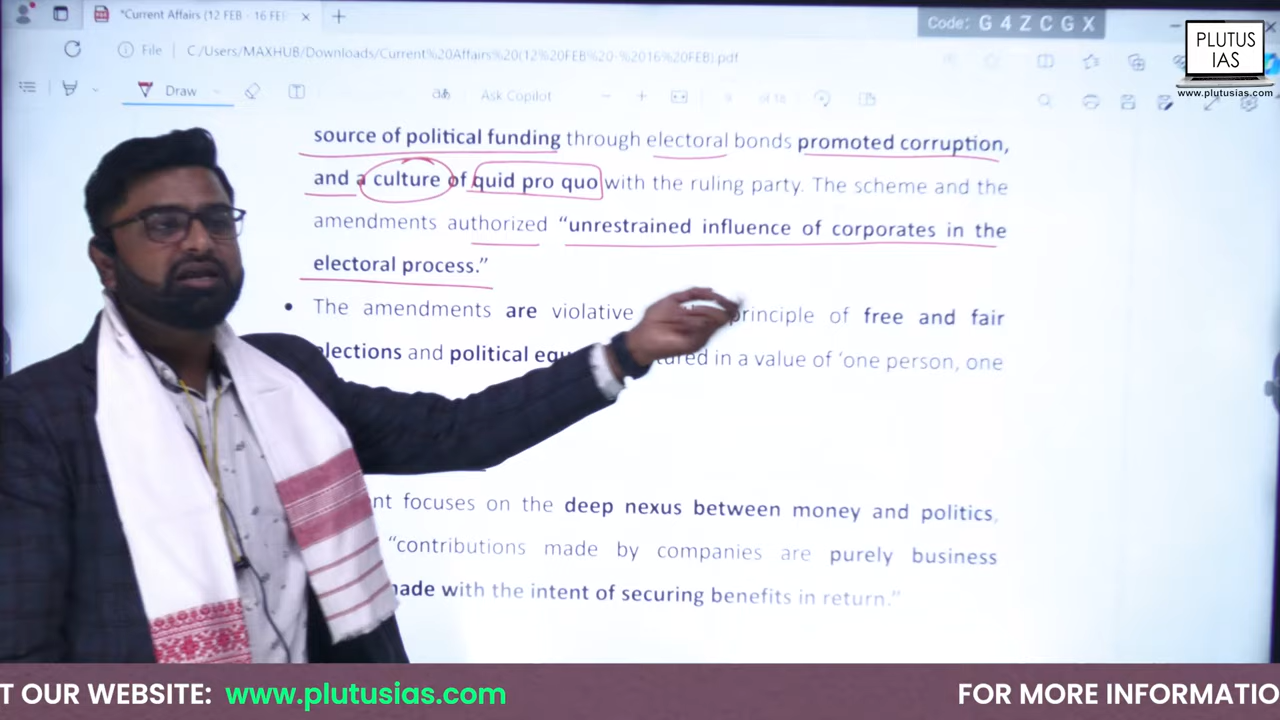 *Current Affairs (12 FEB - 16 FE
Code: G 4 Z C G X
PLUTUS
IAS
www.plutusias.com
File C:/Users/MAXHUB/Downloads/Current%20Affairs%20(12%20FEB%20-%2016%20FEB).pdf
Draw Ask Copilot 9 of 18
source of political funding through electoral bonds promoted corruption,
and a culture of quid pro quo with the ruling party. The scheme and the
amendments authorized “unrestrained influence of corporates in the
electoral process.”
• The amendments are violative principle of free and fair
elections and political equ in a value of ‘one person, one
nt focuses on the deep nexus between money and politics,
“contributions made by companies are purely business
made with the intent of securing benefits in return.”
T OUR WEBSITE: www.plutusias.com FOR MORE INFORMATIO